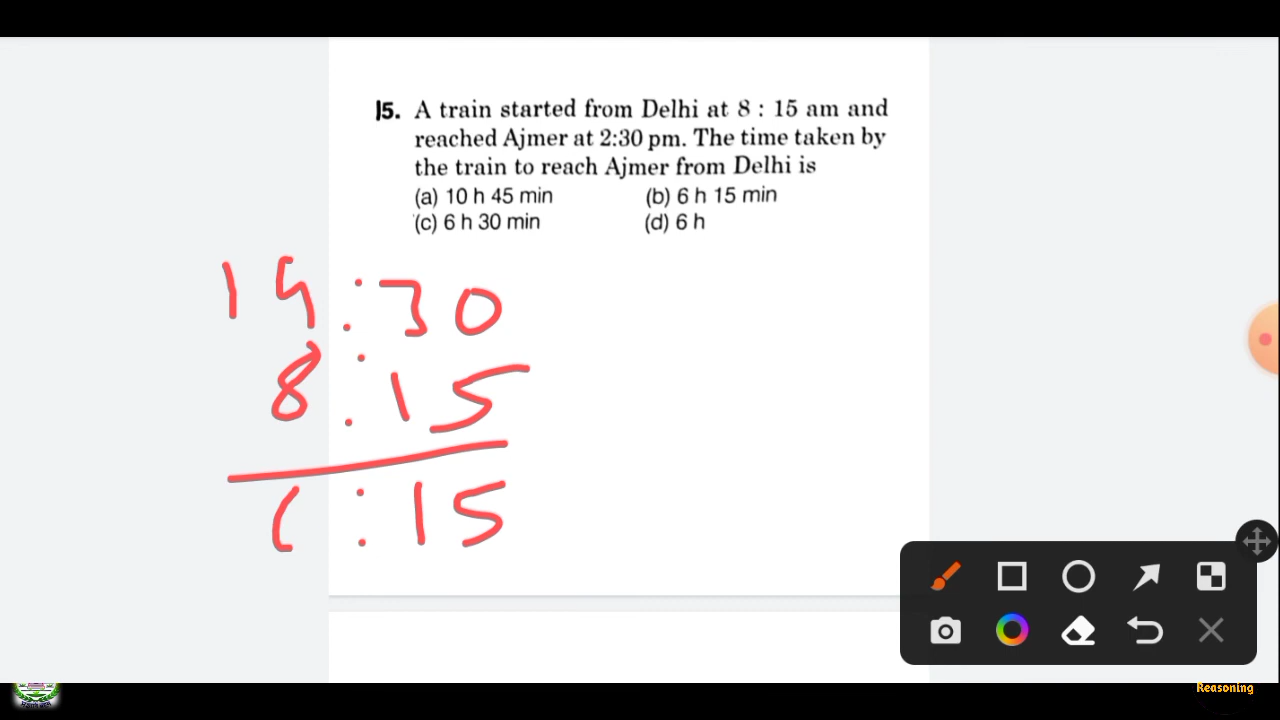 15. A train started from Delhi at 8 : 15 am and
reached Ajmer at 2:30 pm. The time taken by
the train to reach Ajmer from Delhi is
(a) 10 h 45 min (b) 6 h 15 min
(c) 6 h 30 min (d) 6 h
14:30
8:15
6:15
Reasoning